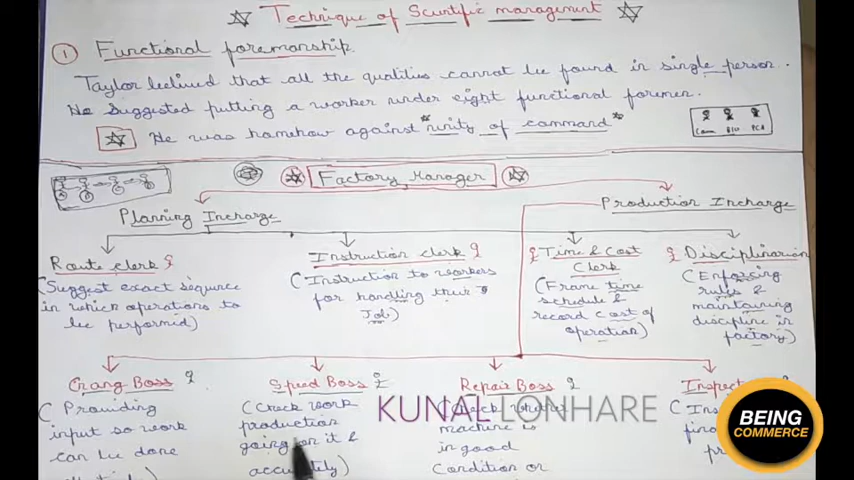 Technique of Scientific management
1 Functional foremanship.
Taylor believed that all the qualities cannot be found in single person.
He suggested putting a worker under eight functional foremen.
He was somehow against "unity of command"
Factory Manager
Planning Incharge
Production Incharge
Route clerk
(Suggest exact sequence
in which operations to
be performed)
Instruction clerk
(Instruction to workers
for handling their
Job)
Time & Cost
Clerk
(Frame time
schedule &
record cost of
operation)
Disciplinarian
(Enforcing
rules &
maintaining
discipline in
factory)
Gang Boss
(Providing
input so work
can be done
Speed Boss
(Check work
production
going on it &
accurately)
Repair Boss
(Check whether
machine is
in good
condition or
KUNAL LONHARE
BEING
COMMERCE